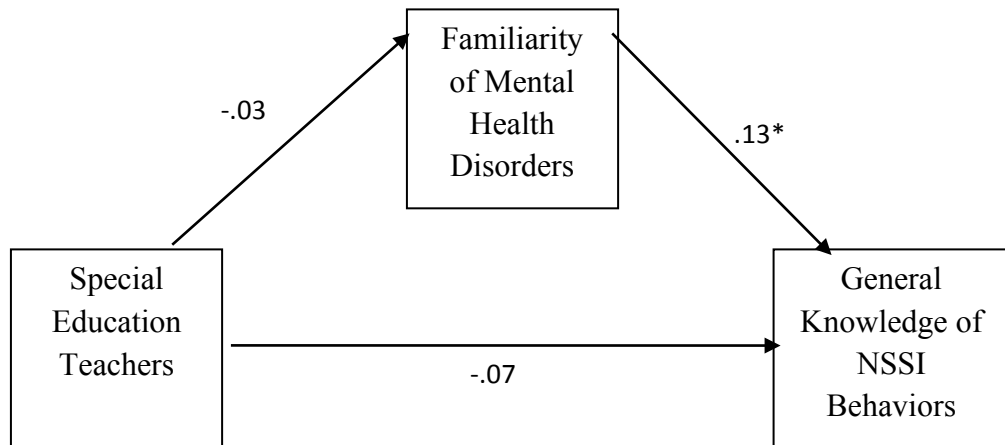 Familiarity
of Mental
Health
Disorders
-.03
.13*
Special
Education
Teachers
-.07
General
Knowledge of
NSSI
Behaviors